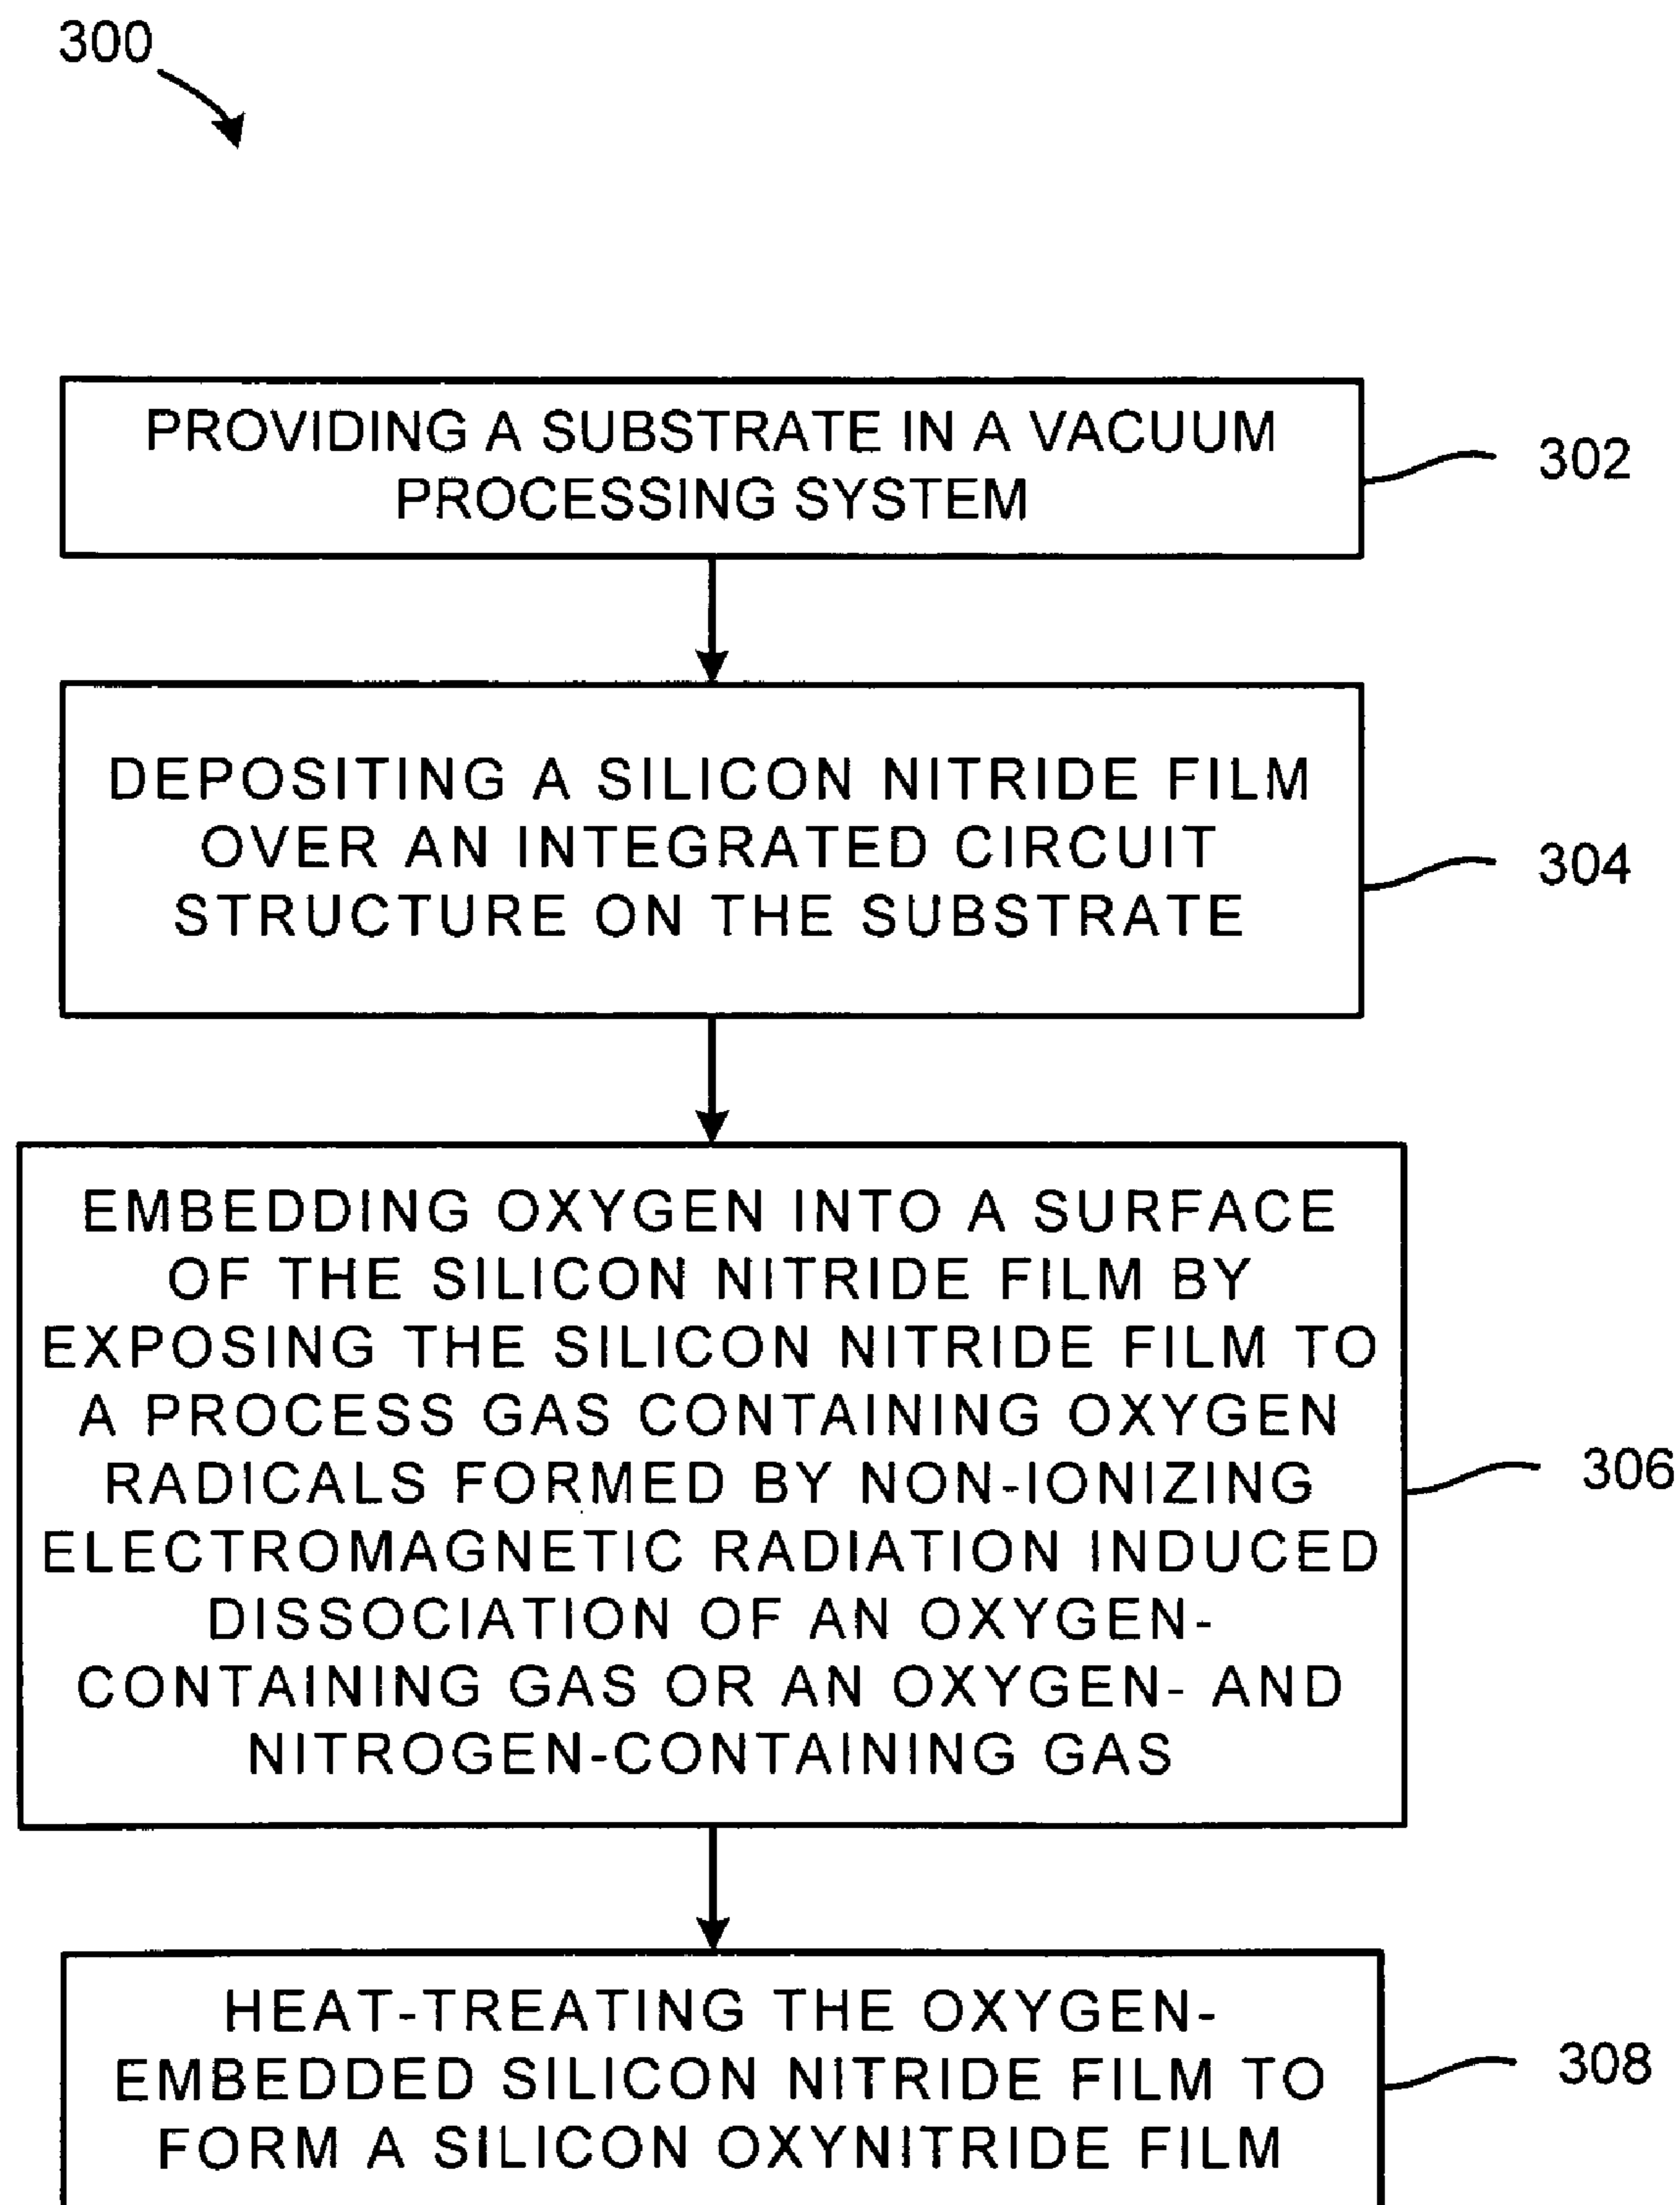 300
PROVIDING A SUBSTRATE IN A VACUUM
PROCESSING SYSTEM
302
DEPOSITING A SILICON NITRIDE FILM
OVER AN INTEGRATED CIRCUIT
STRUCTURE ON THE SUBSTRATE
304
EMBEDDING OXYGEN INTO A SURFACE
OF THE SILICON NITRIDE FILM BY
EXPOSING THE SILICON NITRIDE FILM TO
A PROCESS GAS CONTAINING OXYGEN
RADICALS FORMED BY NON-IONIZING
ELECTROMAGNETIC RADIATION INDUCED
DISSOCIATION OF AN OXYGEN-
CONTAINING GAS OR AN OXYGEN- AND
NITROGEN-CONTAINING GAS
306
HEAT-TREATING THE OXYGEN-
EMBEDDED SILICON NITRIDE FILM TO
FORM A SILICON OXYNITRIDE FILM
308